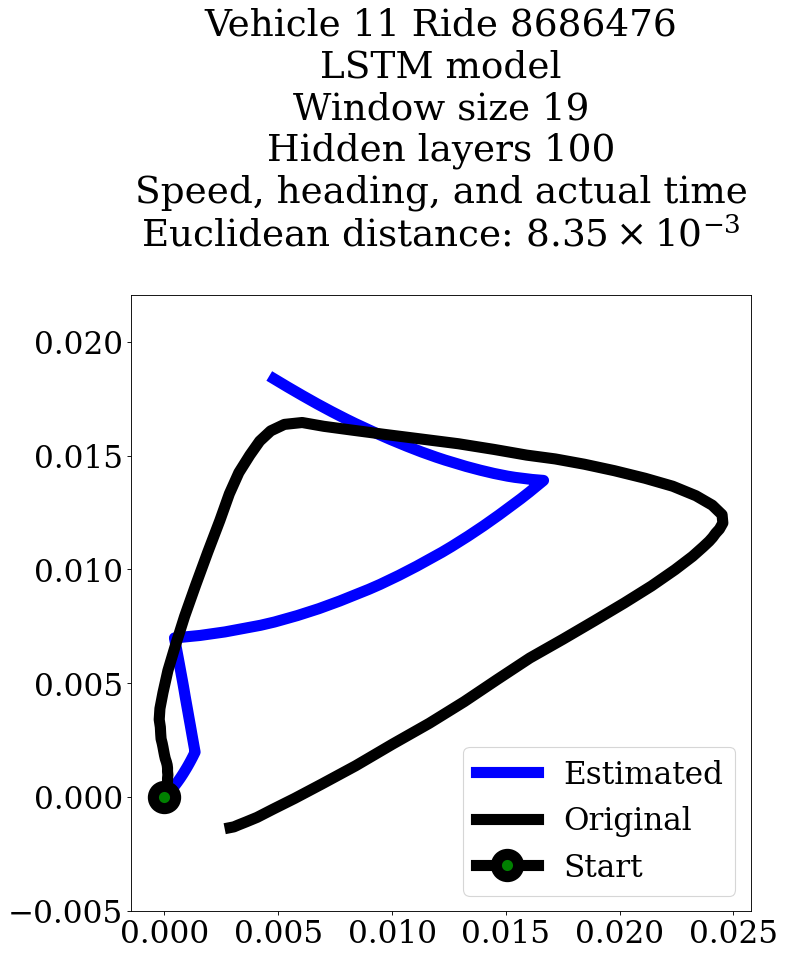 Vehicle 11 Ride 8686476
LSTM model
Window size 19
Hidden layers 100
Speed, heading, and actual time
Euclidean distance: 8.35 × 10⁻³
0.020
0.015
0.010
0.005
0.000
−0.005
0.000 0.005 0.010 0.015 0.020 0.025
Estimated
Original
Start